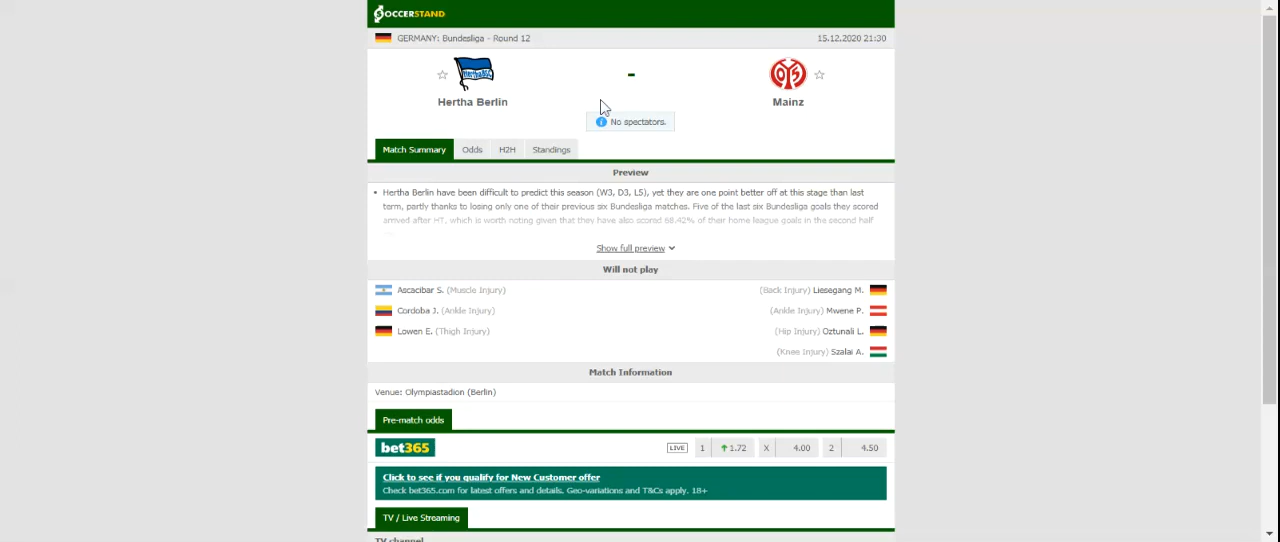 SOCCERSTAND
GERMANY: Bundesliga - Round 12 15.12.2020 21:30
Hertha Berlin - Mainz
No spectators.
Match Summary Odds H2H Standings
Preview
Hertha Berlin have been difficult to predict this season (W3, D3, L5), yet they are one point better off at this stage than last
term, partly thanks to losing only one of their previous six Bundesliga matches. Five of the last six Bundesliga goals they scored
arrived after HT, which is worth noting given that they have also scored 68.42% of their home league goals in the second half
Show full preview
Will not play
Ascacibar S. (Muscle Injury) (Back Injury) Liesegang M.
Cordoba J. (Ankle Injury) (Ankle Injury) Mwene P.
Lowen E. (Thigh Injury) (Hip Injury) Oztunali L.
(Knee Injury) Szalai A.
Match Information
Venue: Olympiastadion (Berlin)
Pre-match odds
bet365 LIVE 1 1.72 X 4.00 2 4.50
Click to see if you qualify for New Customer offer
Check bet365.com for latest offers and details. Geo-variations and T&Cs apply. 18+
TV / Live Streaming
TV channel